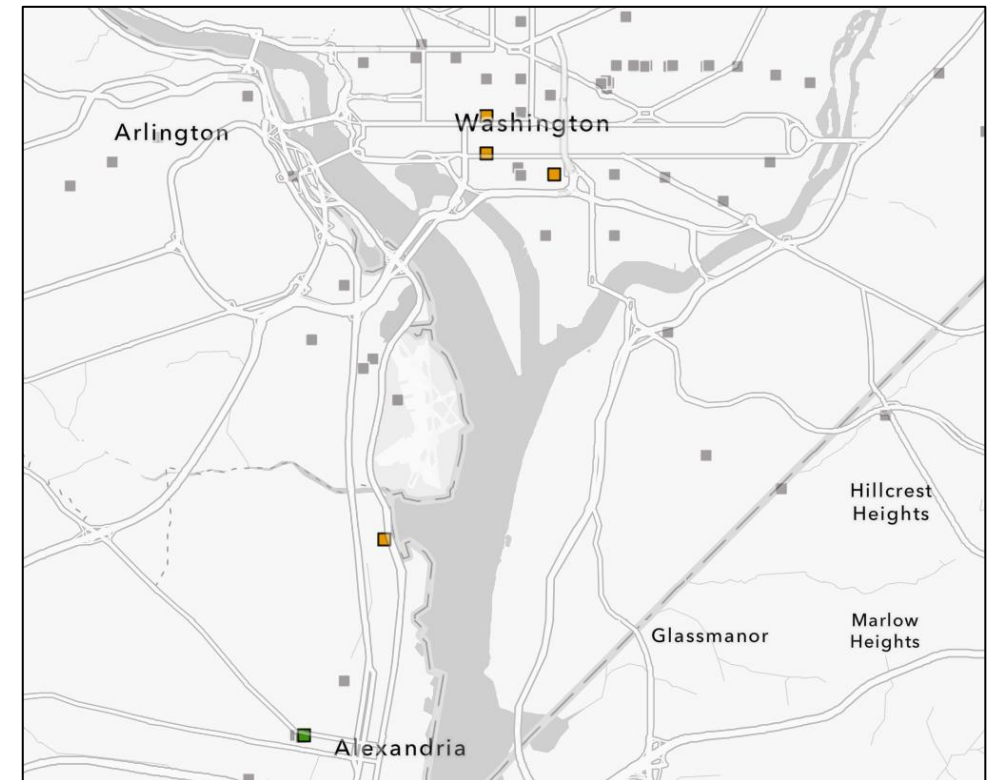 Arlington
Washington
Hillcrest
Heights
Marlow
Heights
Glassmanor
Alexandria